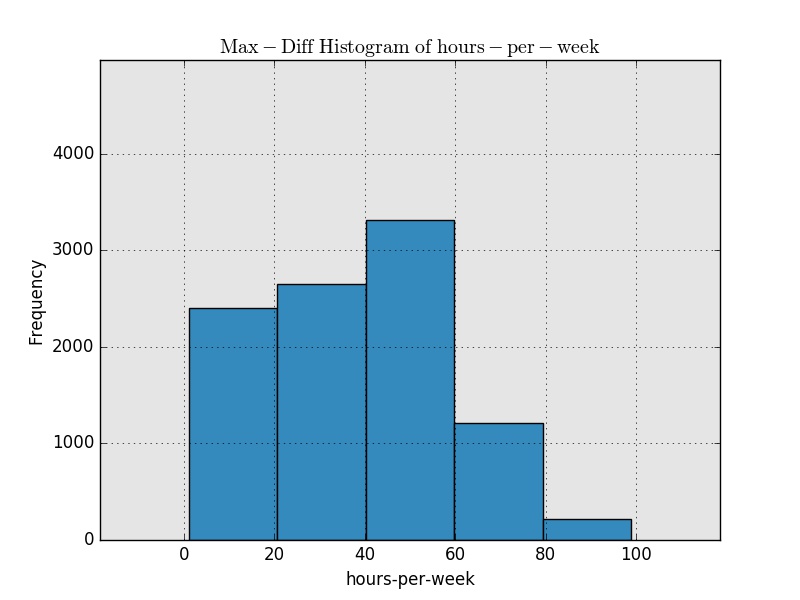 Max − Diff Histogram of hours − per − week
4000
3000
2000
1000
0
Frequency
0 20 40 60 80 100
hours-per-week